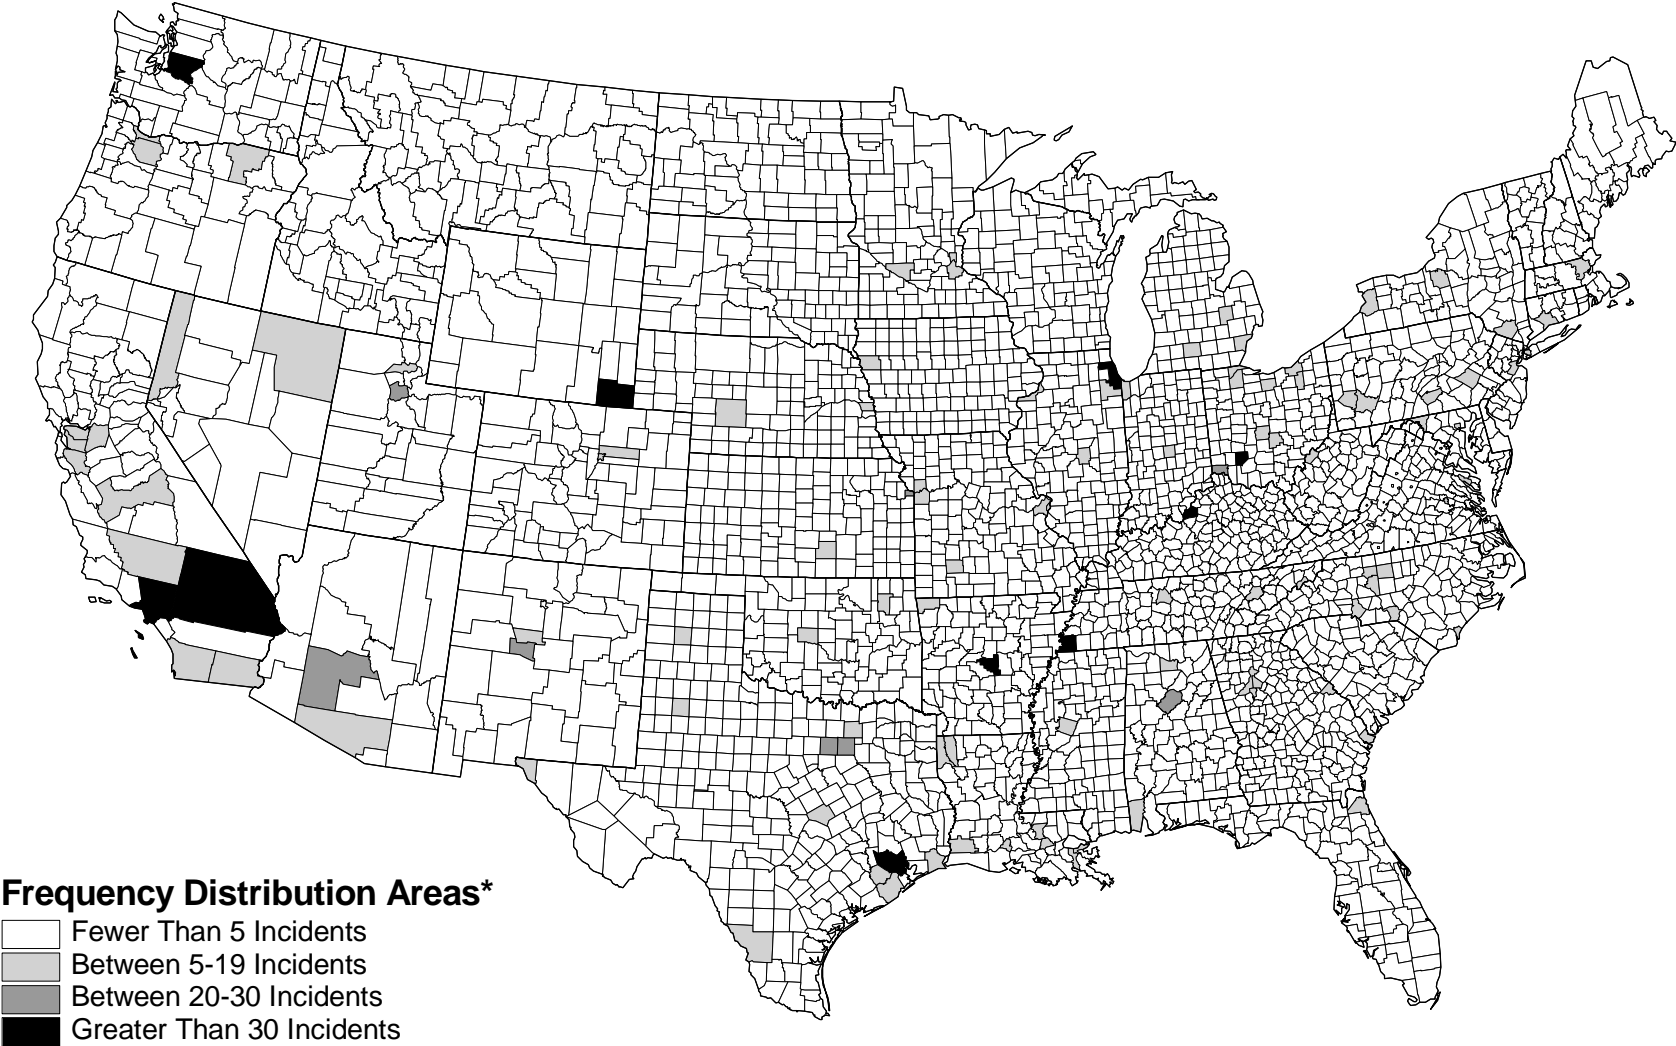 Frequency Distribution Areas*
Fewer Than 5 Incidents
Between 5-19 Incidents
Between 20-30 Incidents
Greater Than 30 Incidents